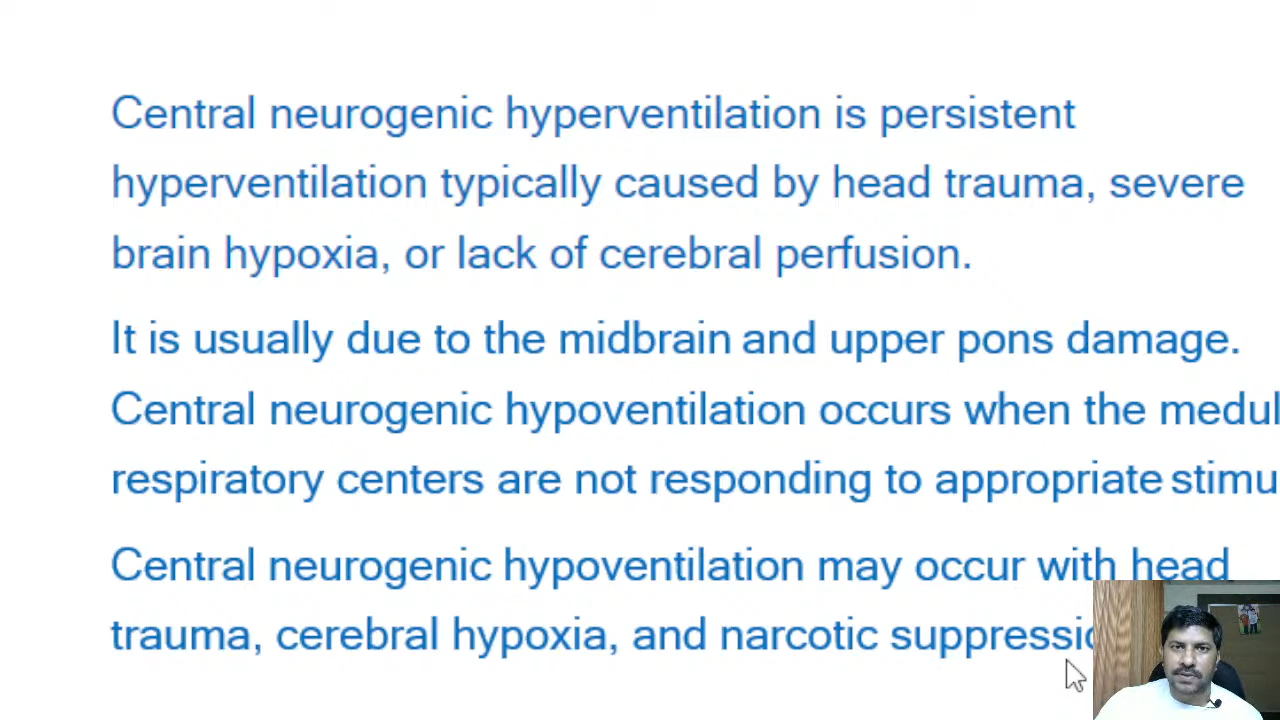 Central neurogenic hyperventilation is persistent
hyperventilation typically caused by head trauma, severe
brain hypoxia, or lack of cerebral perfusion.
It is usually due to the midbrain and upper pons damage.
Central neurogenic hypoventilation occurs when the medul
respiratory centers are not responding to appropriate stimu
Central neurogenic hypoventilation may occur with head
trauma, cerebral hypoxia, and narcotic suppressio